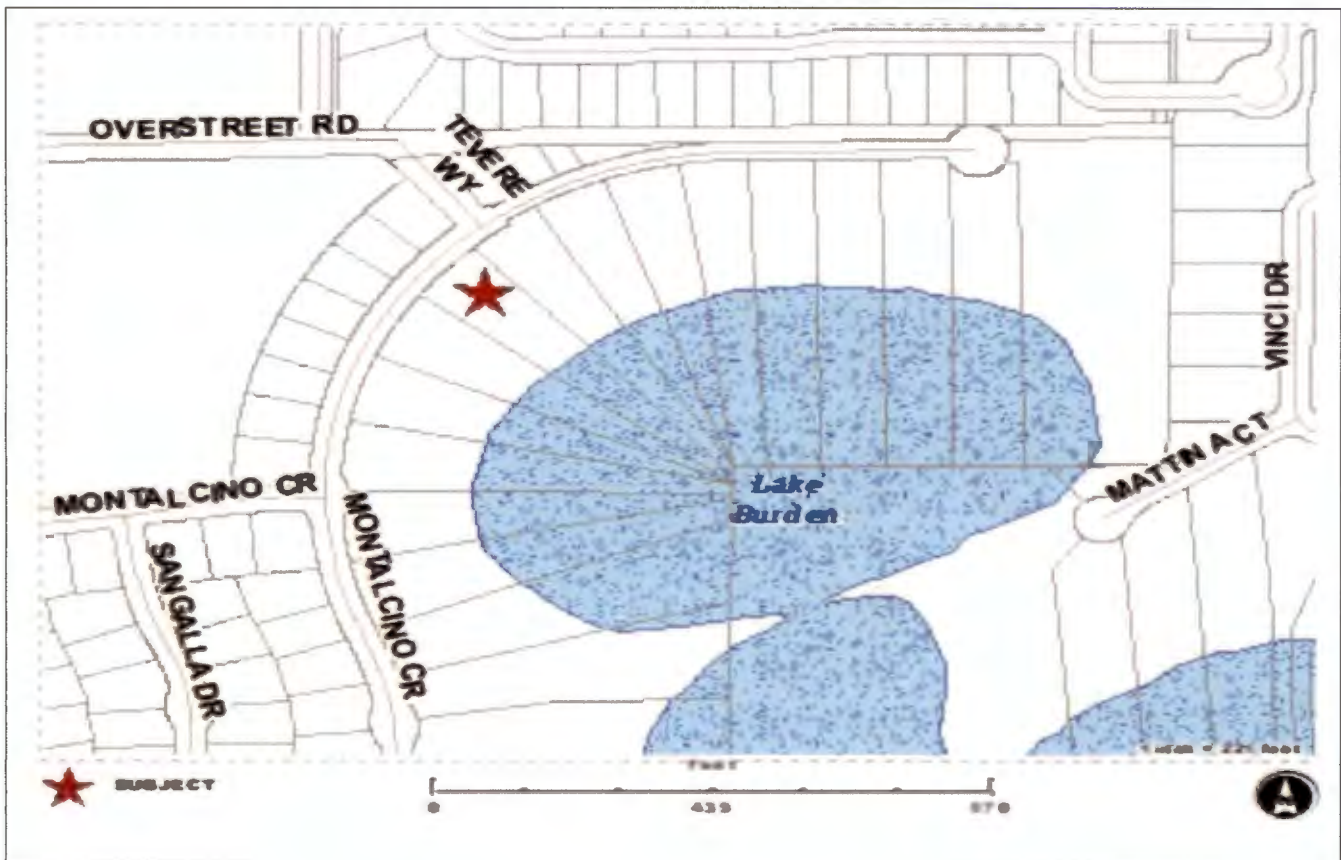 OVERSTREET RD
TEVERE
WY
VINCI DR
MATTINA CT
Lake
Burden
MONTALCINO CR
MONTALCINO CR
SANGALLA DR
SUBJECT
0
435
870